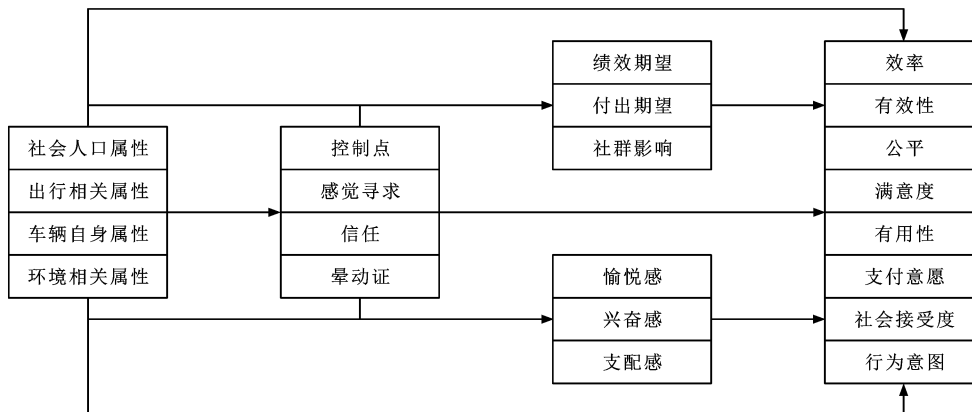 社会人口属性
出行相关属性
车辆自身属性
环境相关属性
控制点
感觉寻求
信任
晕动证
绩效期望
付出期望
社群影响
愉悦感
兴奋感
支配感
效率
有效性
公平
满意度
有用性
支付意愿
社会接受度
行为意图